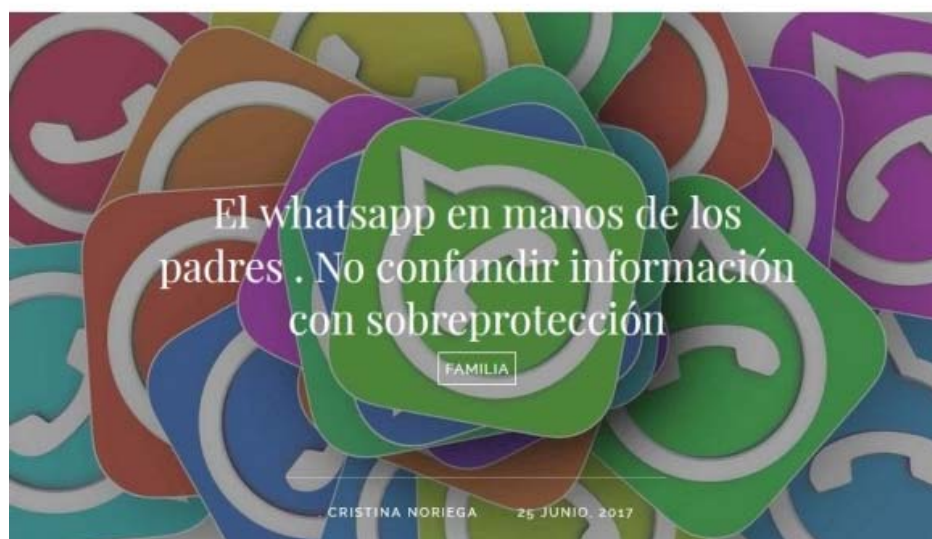 El whatsapp en manos de los
padres . No confundir información
con sobreprotección
FAMILIA
CRISTINA NORIEGA 25 JUNIO, 2017